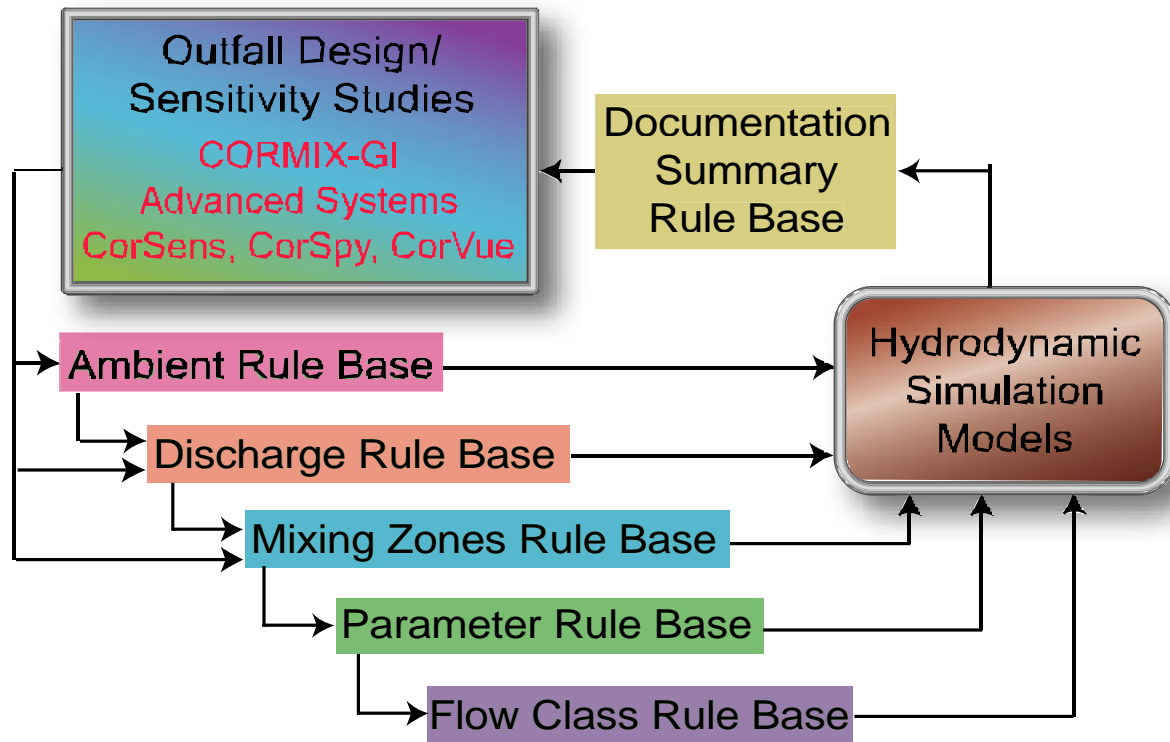 Outfall Design/
Sensitivity Studies
CORMIX-GI
Advanced Systems
CorSens, CorSpy, CorVue
Documentation
Summary
Rule Base
Hydrodynamic
Simulation
Models
Ambient Rule Base
Discharge Rule Base
Mixing Zones Rule Base
Parameter Rule Base
Flow Class Rule Base